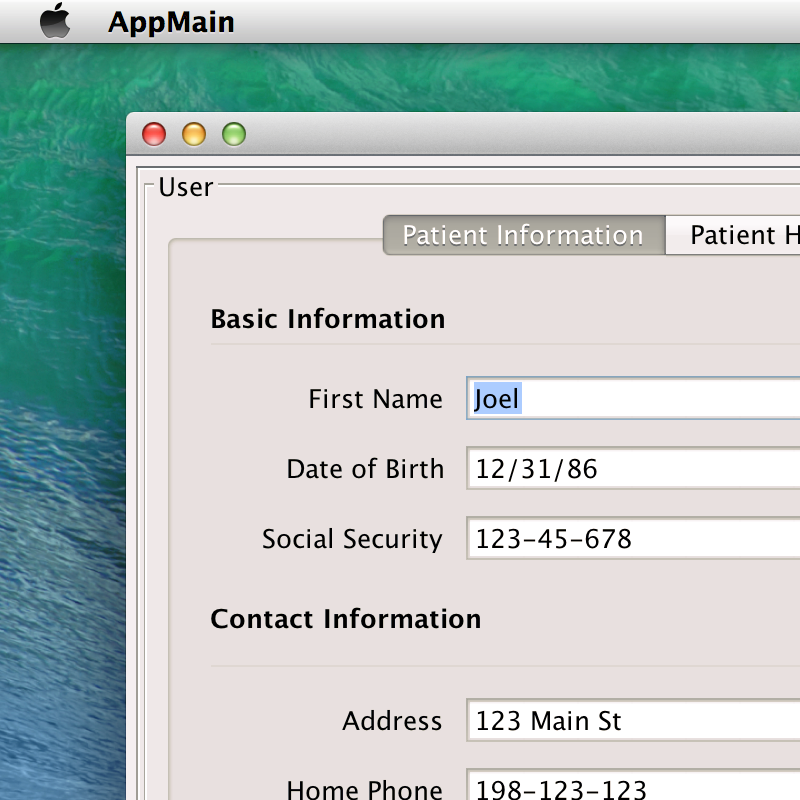 AppMain
User
Patient Information Patient H
Basic Information
First Name Joel
Date of Birth 12/31/86
Social Security 123-45-678
Contact Information
Address 123 Main St
Home Phone 198-123-123